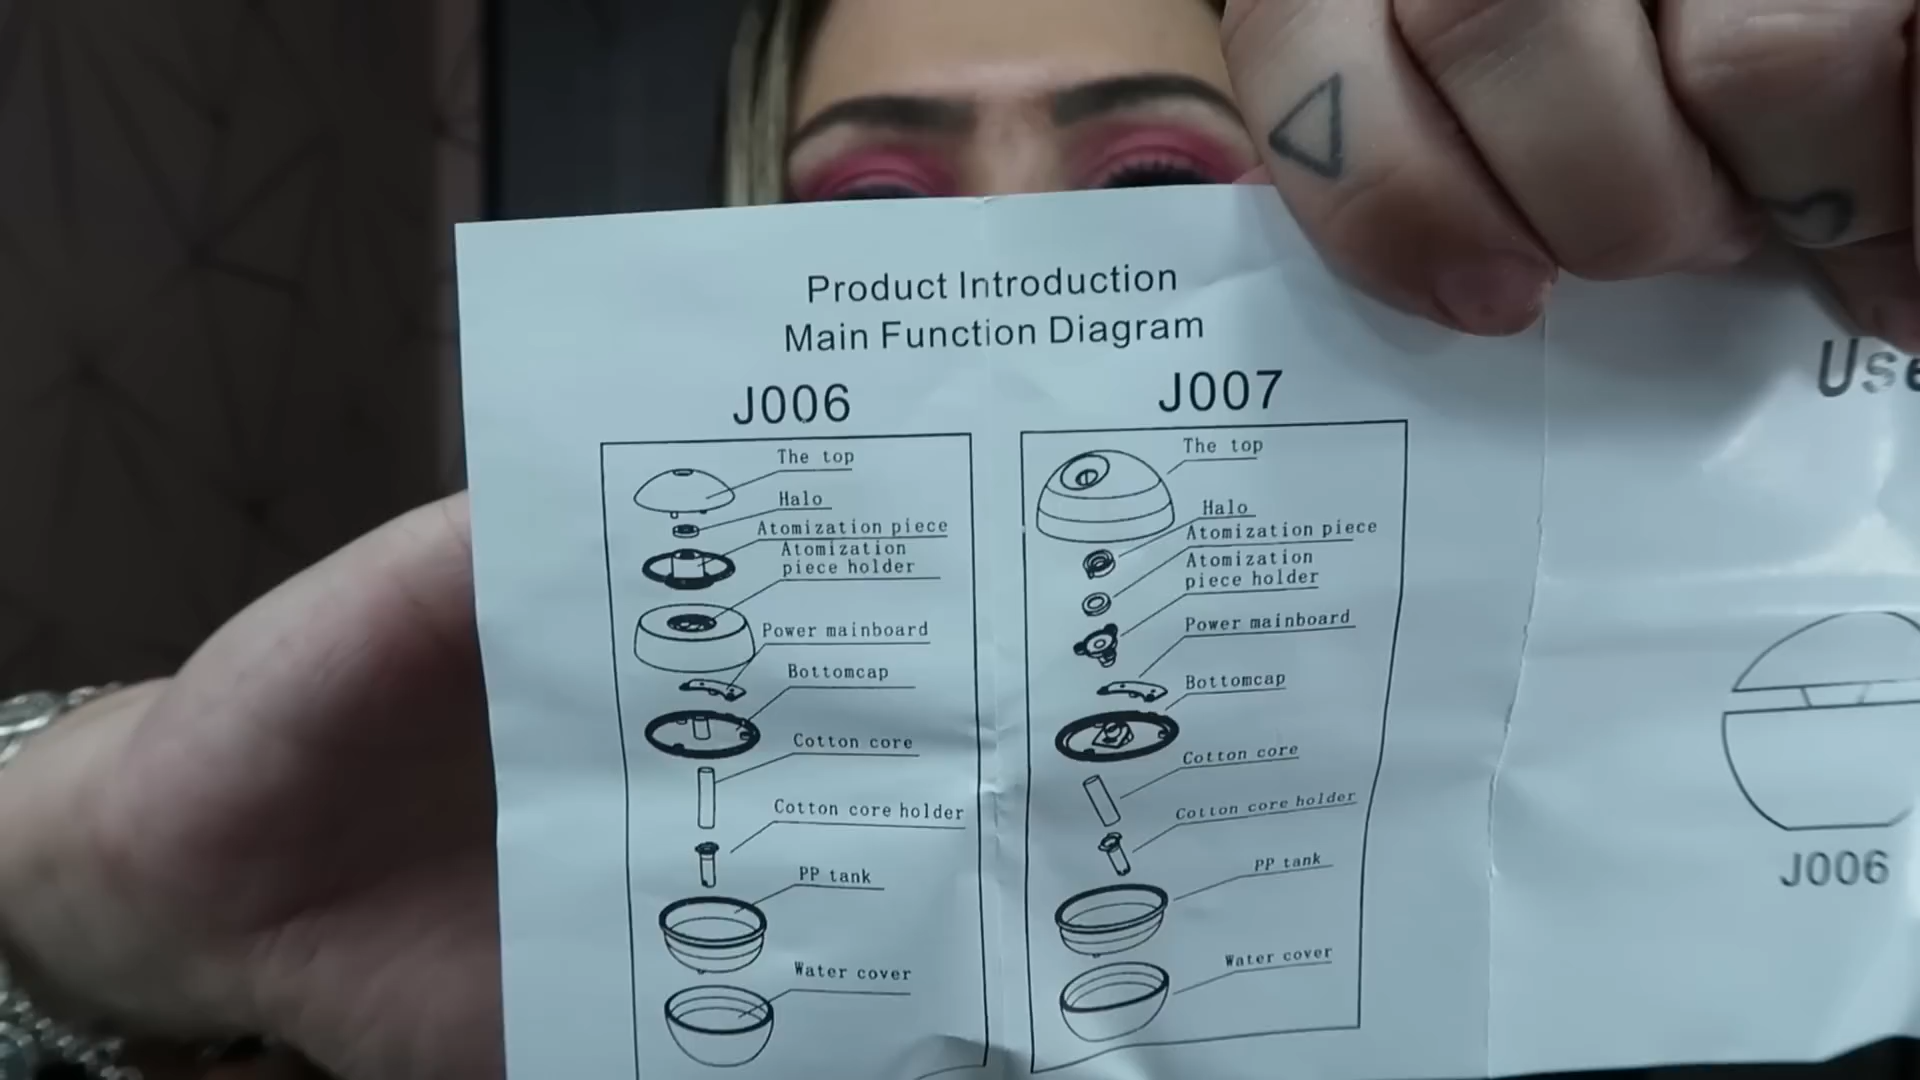 Product Introduction
Main Function Diagram
J006
The top
Halo
Atomization piece
Atomization
piece holder
Power mainboard
Bottomcap
Cotton core
Cotton core holder
PP tank
Water cover
J007
The top
Halo
Atomization piece
Atomization
piece holder
Power mainboard
Bottomcap
Cotton core
Cotton core holder
PP tank
Water cover
Use
J006